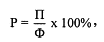 P = П/Ф x 100%,